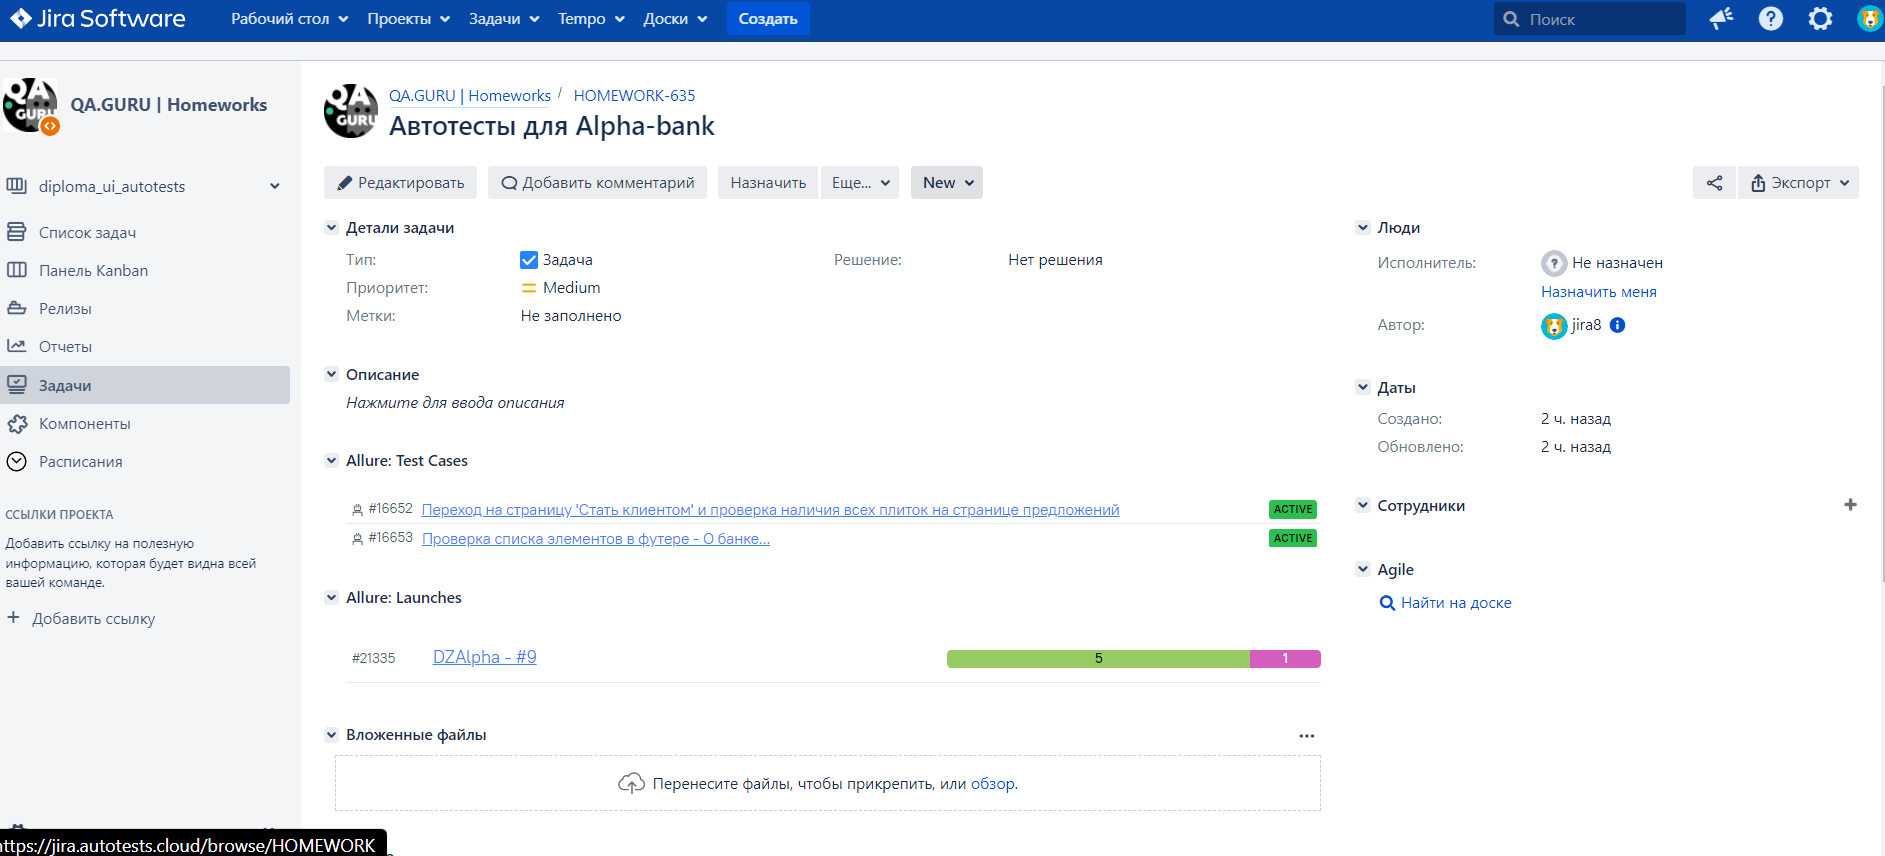 Jira Software
Рабочий стол Проекты Задачи Tempo Доски Создать Поиск
QA GURU
QA.GURU | Homeworks
diploma_ui_autotests
Список задач
Панель Kanban
Релизы
Отчеты
Задачи
Компоненты
Расписания
ССЫЛКИ ПРОЕКТА
Добавить ссылку на полезную
информацию, которая будет видна всей
вашей команде.
+ Добавить ссылку
https://jira.autotests.cloud/browse/HOMEWORK
QA GURU
QA.GURU | Homeworks / HOMEWORK-635
Автотесты для Alpha-bank
Редактировать Добавить комментарий Назначить Еще... New Экспорт
Детали задачи
Тип: Задача Решение: Нет решения
Приоритет: Medium
Метки: Не заполнено
Описание
Нажмите для ввода описания
Allure: Test Cases
#16652 Переход на страницу 'Стать клиентом' и проверка наличия всех плиток на странице предложений ACTIVE
#16653 Проверка списка элементов в футере - О банке... ACTIVE
Allure: Launches
#21335 DZAlpha - #9 5 1
Вложенные файлы ...
Перенесите файлы, чтобы прикрепить, или обзор.
Люди
Исполнитель: Не назначен
Назначить меня
Автор: jira8
Даты
Создано: 2 ч. назад
Обновлено: 2 ч. назад
Сотрудники +
Agile
Найти на доске